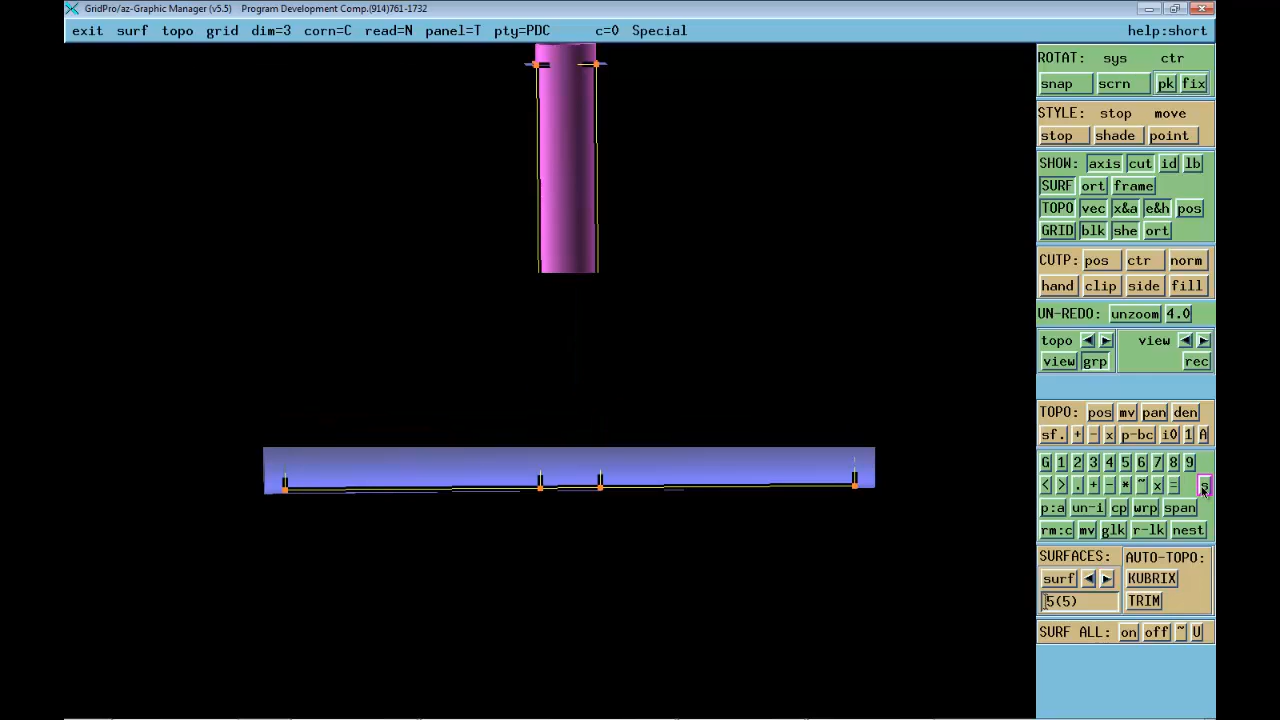 GridPro/az-Graphic Manager (v5.5) Program Development Comp.(914)761-1732
exit surf topo grid dim=3 corn=C read=N panel=T pty=PDC c=0 Special help:short
ROTAT: sys ctr
snap scrn pk fix
STYLE: stop move
stop shade point
SHOW: axis cut id lb
SURF ort frame
TOPO vec x&a e&h pos
GRID blk she ort
CUTP: pos ctr norm
hand clip side fill
UN-REDO: unzoom 4.0
topo view
view grp rec
TOPO: pos mv pan den
sf. + - x p-bc i0 1 A
G 1 2 3 4 5 6 7 8 9
< > . + - * ~ x = s
p:a un-i cp wrp span
rm:c mv glk r-lk nest
SURFACES: AUTO-TOPO:
surf KUBRIX
5(5) TRIM
SURF ALL: on off ~ U